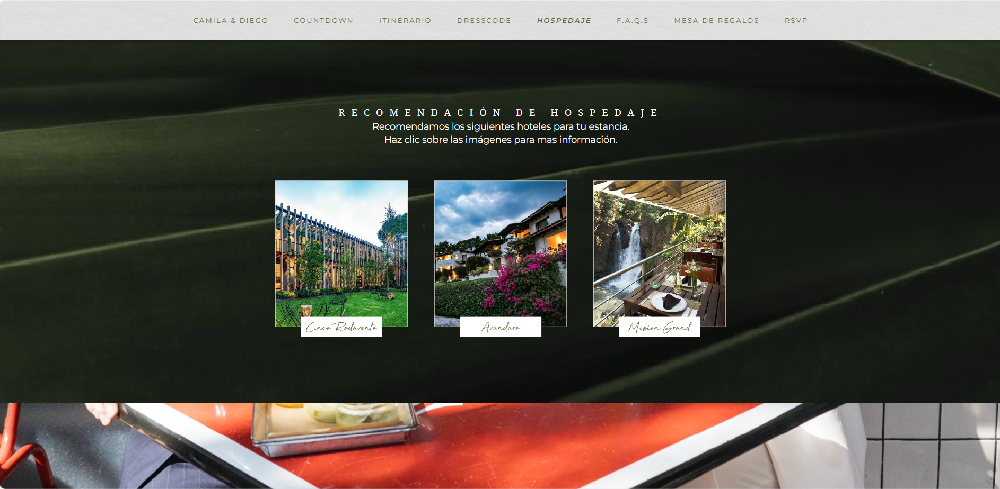 CAMILA & DIEGO COUNTDOWN ITINERARIO DRESSCODE HOSPEDAJE F.A.Q.S MESA DE REGALOS RSVP
RECOMENDACIÓN DE HOSPEDAJE
Recomendamos los siguientes hoteles para tu estancia.
Haz clic sobre las imágenes para mas información.
Cinco Rodavento
Avandaro
Mision Grand